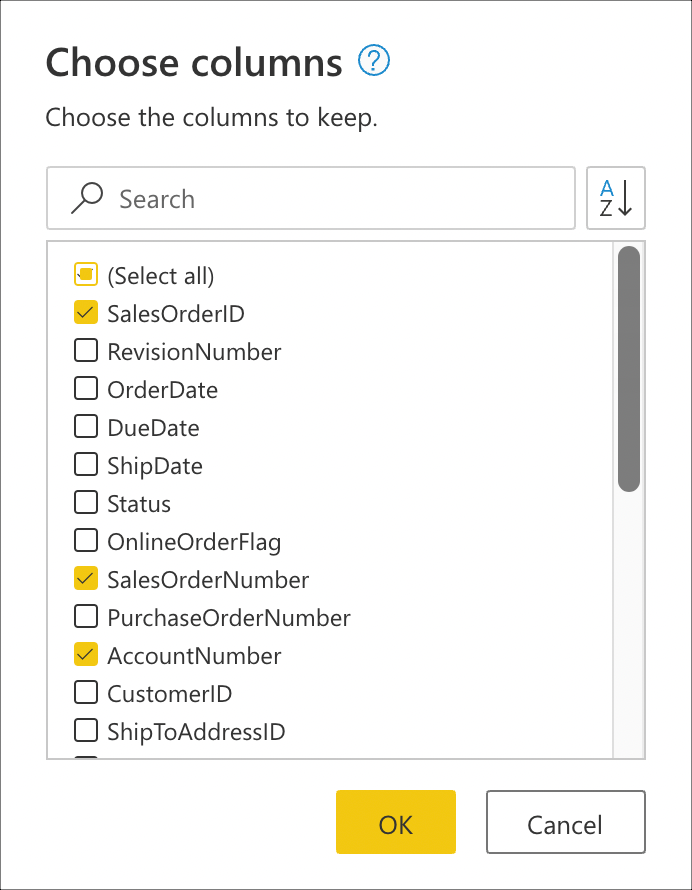 Choose columns ?
Choose the columns to keep.
Search
A
Z
(Select all)
SalesOrderID
RevisionNumber
OrderDate
DueDate
ShipDate
Status
OnlineOrderFlag
SalesOrderNumber
PurchaseOrderNumber
AccountNumber
CustomerID
ShipToAddressID
OK Cancel